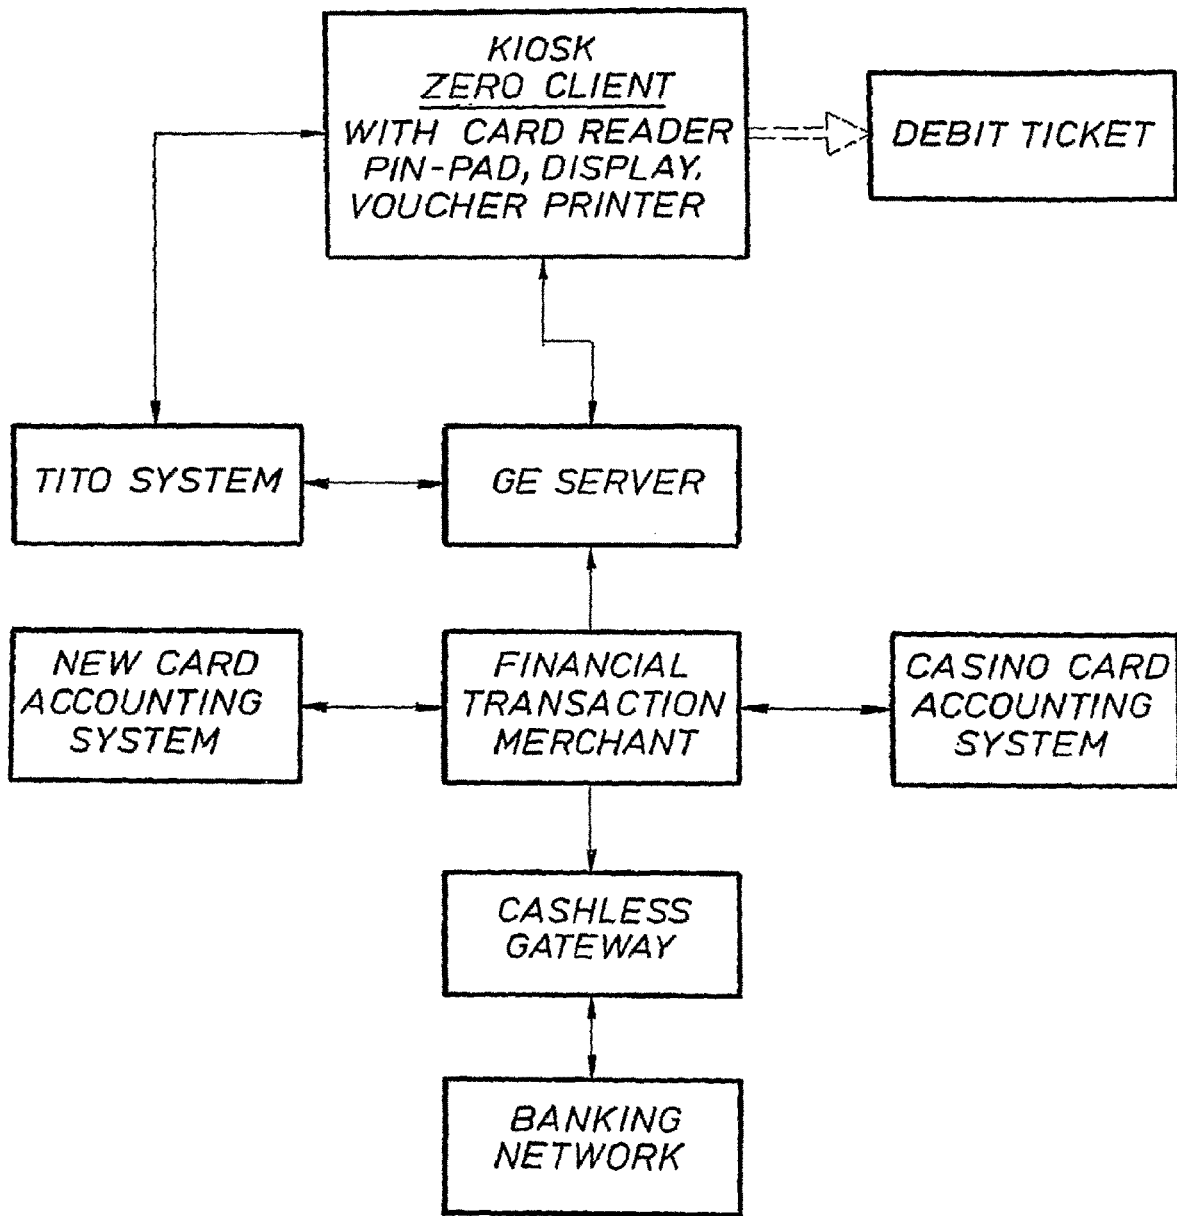 KIOSK
ZERO CLIENT
WITH CARD READER
PIN-PAD, DISPLAY.
VOUCHER PRINTER
DEBIT TICKET
TITO SYSTEM
GE SERVER
NEW CARD
ACCOUNTING
SYSTEM
FINANCIAL
TRANSACTION
MERCHANT
CASINO CARD
ACCOUNTING
SYSTEM
CASHLESS
GATEWAY
BANKING
NETWORK